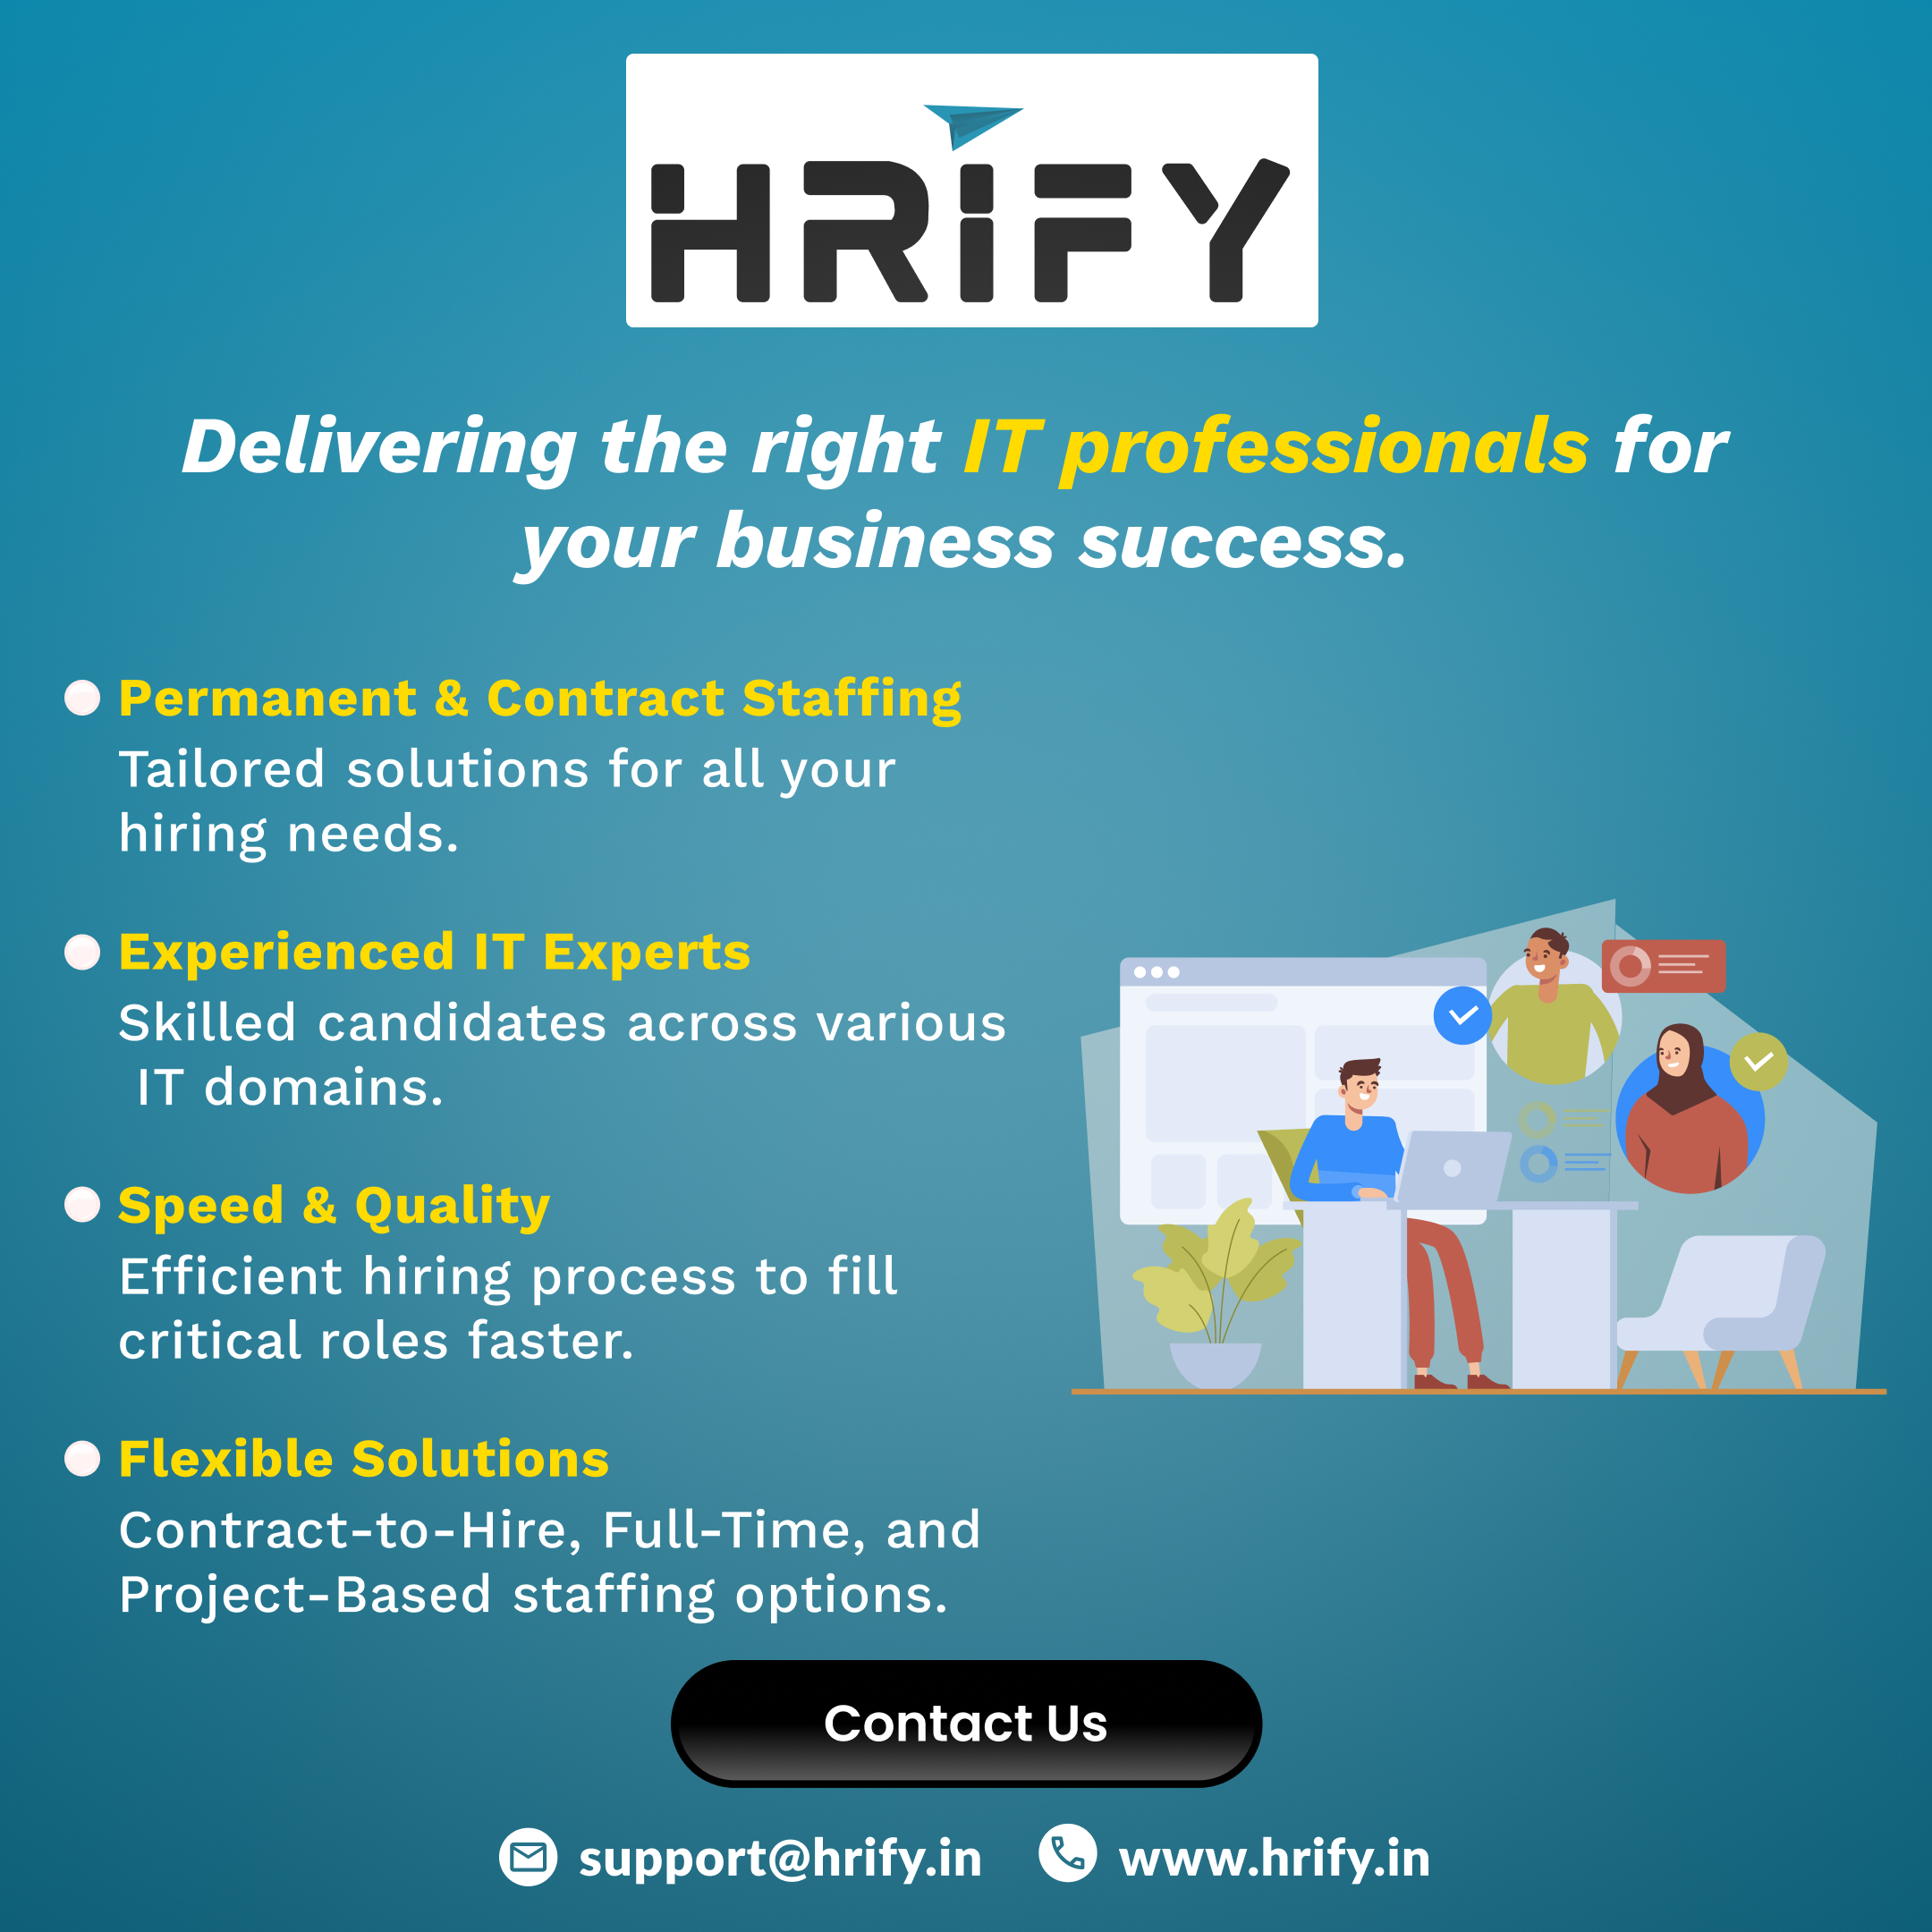 HRiFY
Delivering the right IT professionals for
your business success.
Permanent & Contract Staffing
Tailored solutions for all your
hiring needs.
Experienced IT Experts
Skilled candidates across various
IT domains.
Speed & Quality
Efficient hiring process to fill
critical roles faster.
Flexible Solutions
Contract-to-Hire, Full-Time, and
Project-Based staffing options.
Contact Us
support@hrify.in www.hrify.in